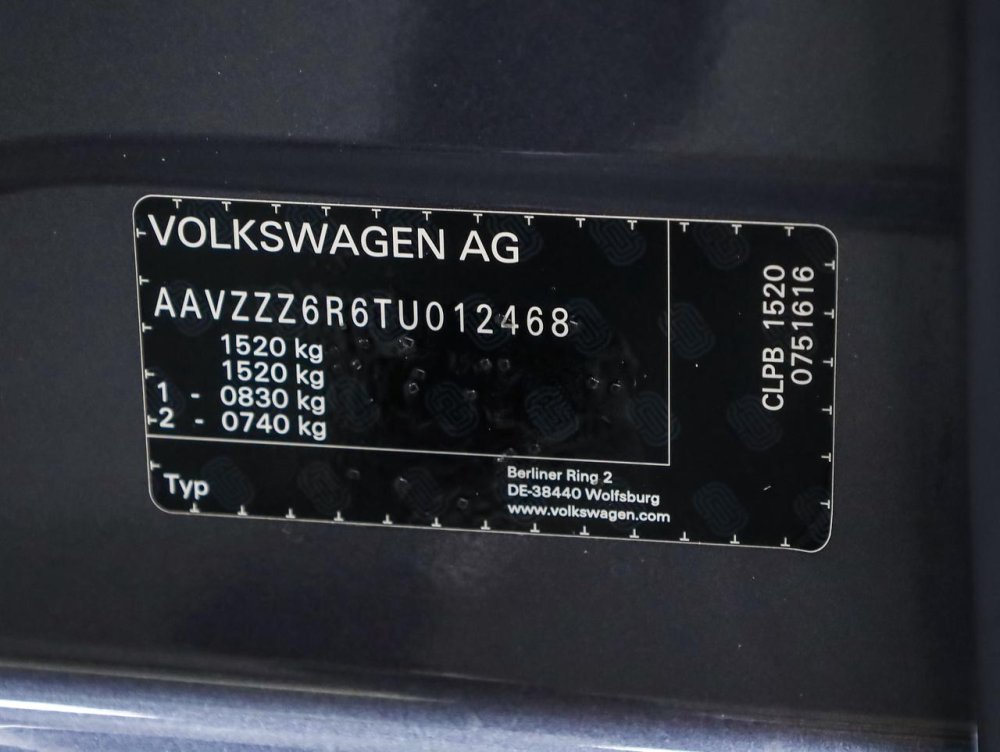 VOLKSWAGEN AG
AAVZZZ6R6TU012468
1520 kg
1520 kg
1 - 0830 kg
2 - 0740 kg
Typ
Berliner Ring 2
DE-38440 Wolfsburg
www.volkswagen.com
CLPB 1520
0751616